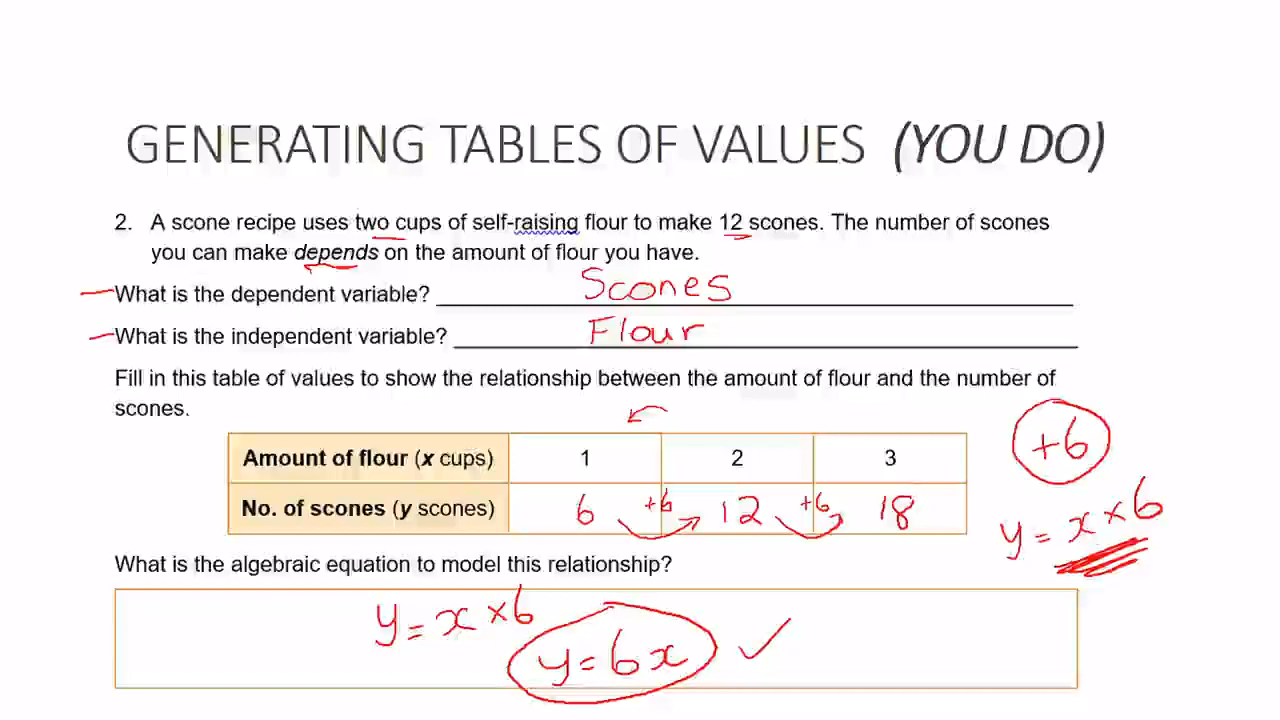 GENERATING TABLES OF VALUES (YOU DO)
2. A scone recipe uses two cups of self-raising flour to make 12 scones. The number of scones
you can make depends on the amount of flour you have.
What is the dependent variable? Scones
What is the independent variable? Flour
Fill in this table of values to show the relationship between the amount of flour and the number of
scones.
Amount of flour (x cups) 1 2 3
No. of scones (y scones) 6 +6 12 +6 18
+6
y = x × 6
What is the algebraic equation to model this relationship?
y = x × 6
y = 6x ✓